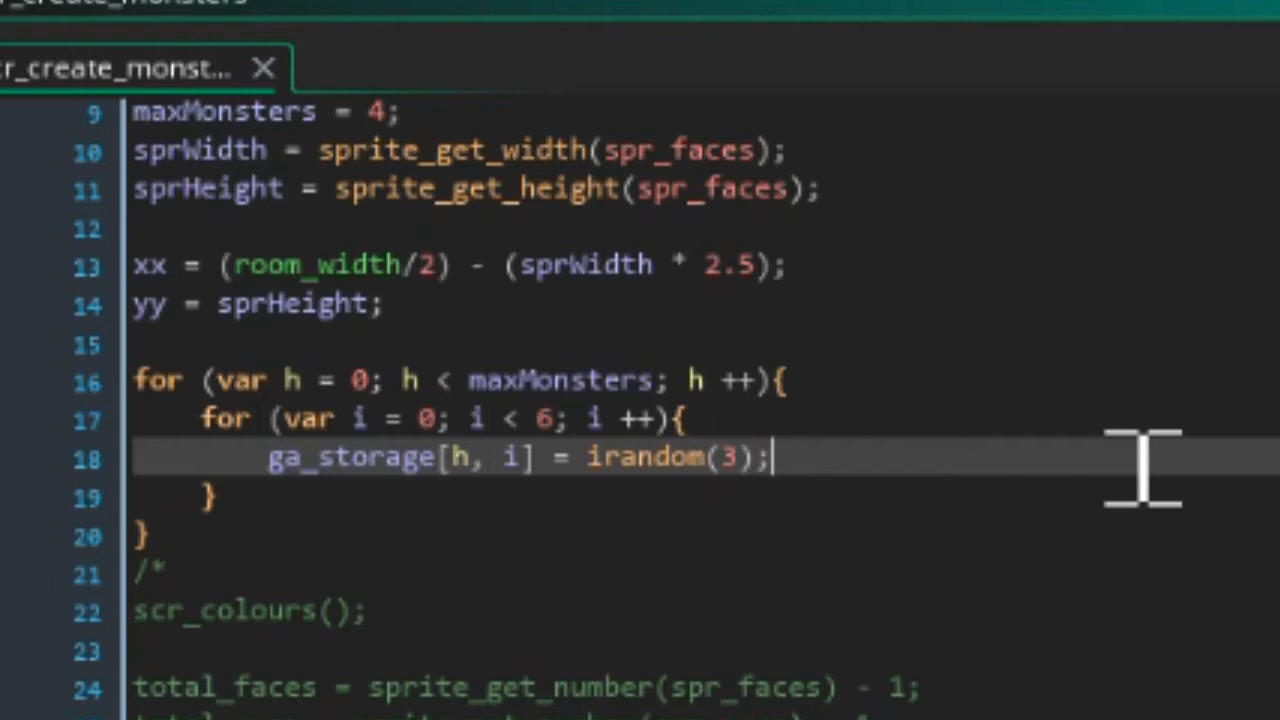 cr_create_monst...
9 maxMonsters = 4;
10 sprWidth = sprite_get_width(spr_faces);
11 sprHeight = sprite_get_height(spr_faces);
12
13 xx = (room_width/2) - (sprWidth * 2.5);
14 yy = sprHeight;
15
16 for (var h = 0; h < maxMonsters; h ++){
17 for (var i = 0; i < 6; i ++){
18 ga_storage[h, i] = irandom(3);
19 }
20 }
21 /*
22 scr_colours();
23
24 total_faces = sprite_get_number(spr_faces) - 1;